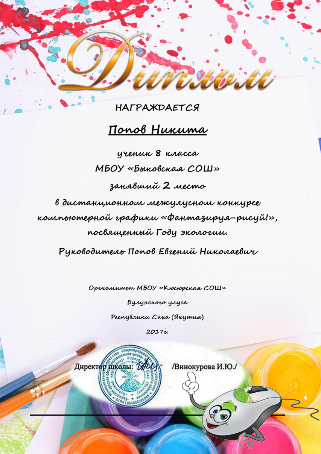 Диплом
НАГРАЖДАЕТСЯ
Попов Никита
ученик 8 класса
МБОУ «Быковская СОШ»
занявший 2 место
в дистанционном межулусном конкурсе
компьютерной графики «Фантазируя-рисуй!»,
посвященный Году экологии.
Руководитель Попов Евгений Николаевич
Оргкомитет МБОУ «Кюсюрская СОШ»
Булунского улуса
Республики Саха (Якутия)
2017г.
Директор школы: /Винокурова И.Ю./